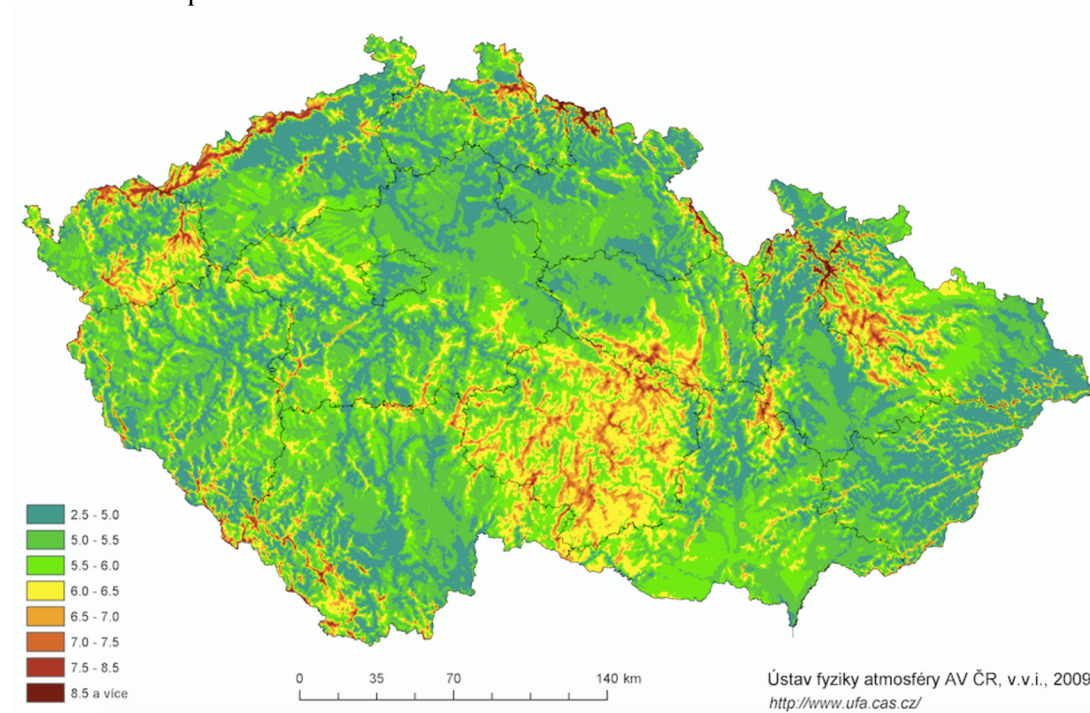 2.5 - 5.0
5.0 - 5.5
5.5 - 6.0
6.0 - 6.5
6.5 - 7.0
7.0 - 7.5
7.5 - 8.5
8.5 a více
0 35 70 140 km
Ústav fyziky atmosféry AV ČR, v.v.i., 2009
http://www.ufa.cas.cz/